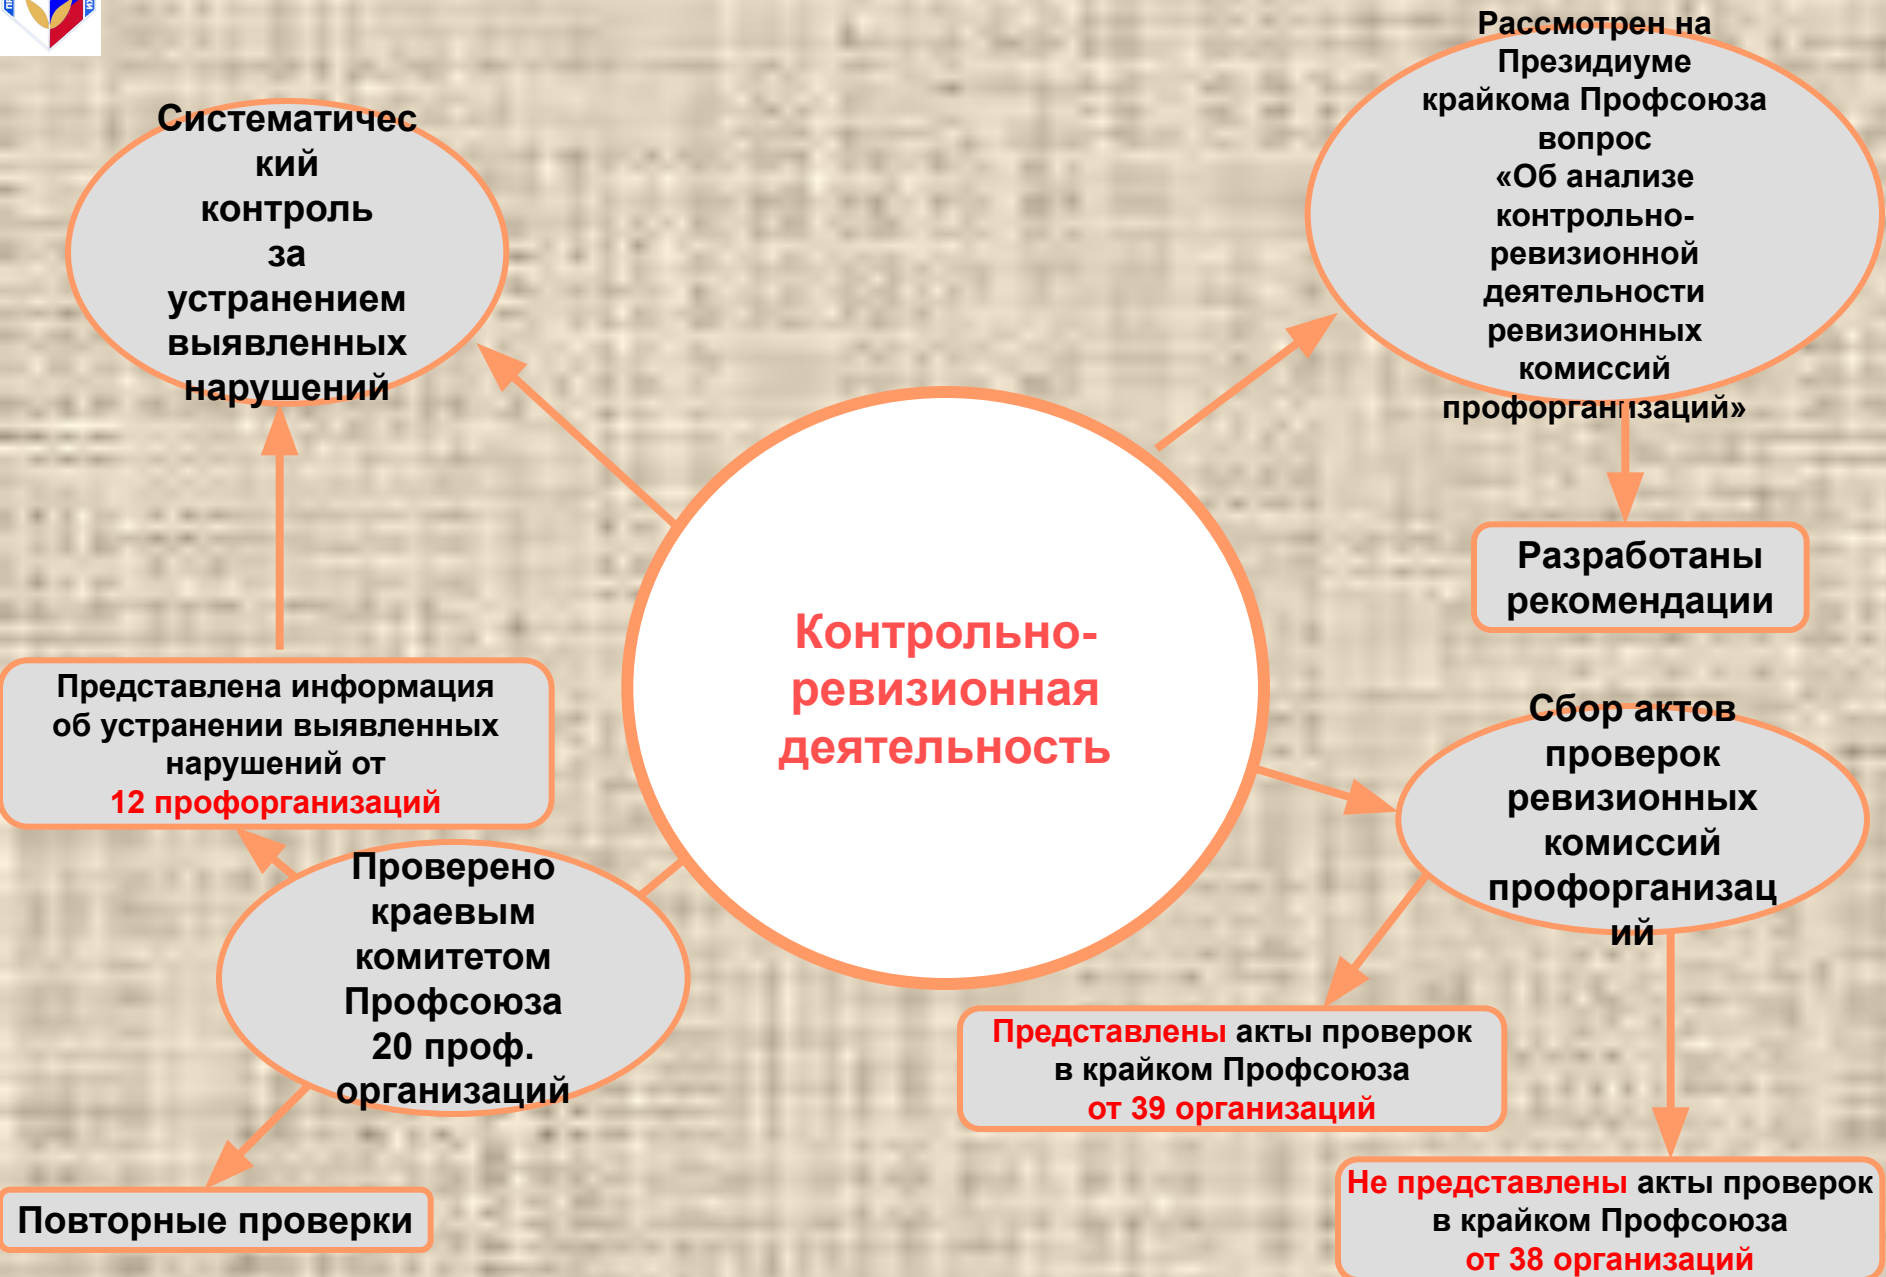 Систематичес
кий
контроль
за
устранением
выявленных
нарушений
Рассмотрен на
Президиуме
крайкома Профсоюза
вопрос
«Об анализе
контрольно-
ревизионной
деятельности
ревизионных
комиссий
профорганизаций»
Разработаны
рекомендации
Контрольно-
ревизионная
деятельность
Представлена информация
об устранении выявленных
нарушений от
12 профорганизаций
Сбор актов
проверок
ревизионных
комиссий
профорганизац
ий
Проверено
краевым
комитетом
Профсоюза
20 проф.
организаций
Представлены акты проверок
в крайком Профсоюза
от 39 организаций
Повторные проверки
Не представлены акты проверок
в крайком Профсоюза
от 38 организаций